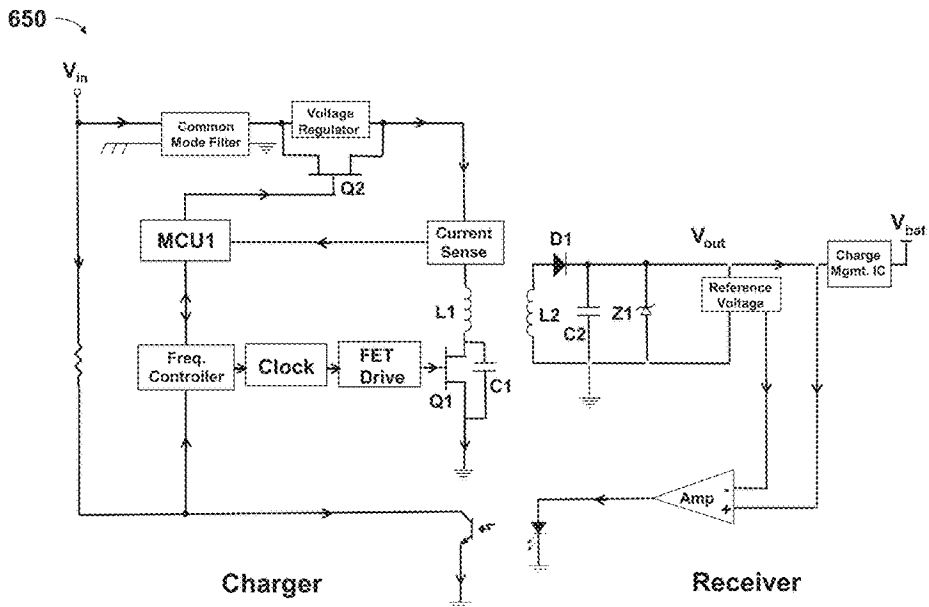 650
Vin
Common
Mode Filter
Voltage
Regulator
Q2
MCU1
Current
Sense
L1
Freq.
Controller
Clock
FET
Drive
Q1
C1
D1
Vout
Vbat
Charge
Mgmt. IC
L2
C2
Z1
Reference
Voltage
Amp
-
+
Charger
Receiver